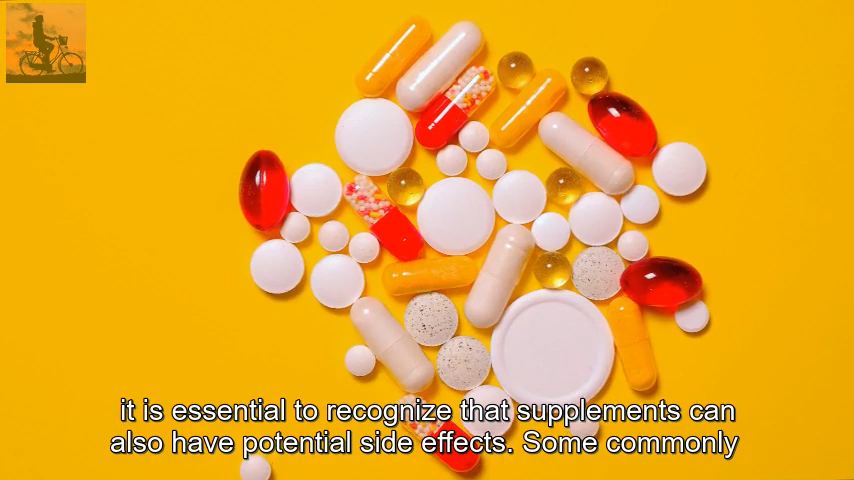 it is essential to recognize that supplements can
also have potential side effects. Some commonly